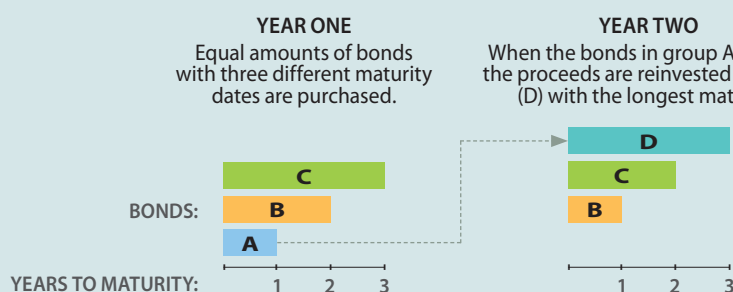 YEAR ONE
Equal amounts of bonds
with three different maturity
dates are purchased.
YEAR TWO
When the bonds in group A
the proceeds are reinvested
(D) with the longest
C
B
A
BONDS:
YEARS TO MATURITY:
1 2 3
D
C
B
1 2 3